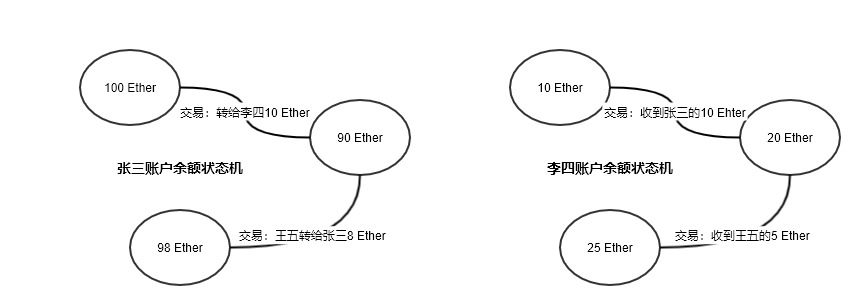 100 Ether
交易：转给李四10 Ether
90 Ether
张三账户余额状态机
交易：王五转给张三8 Ether
98 Ether
10 Ether
交易：收到张三的10 Ehter
20 Ether
李四账户余额状态机
交易：收到王五的5 Ether
25 Ether